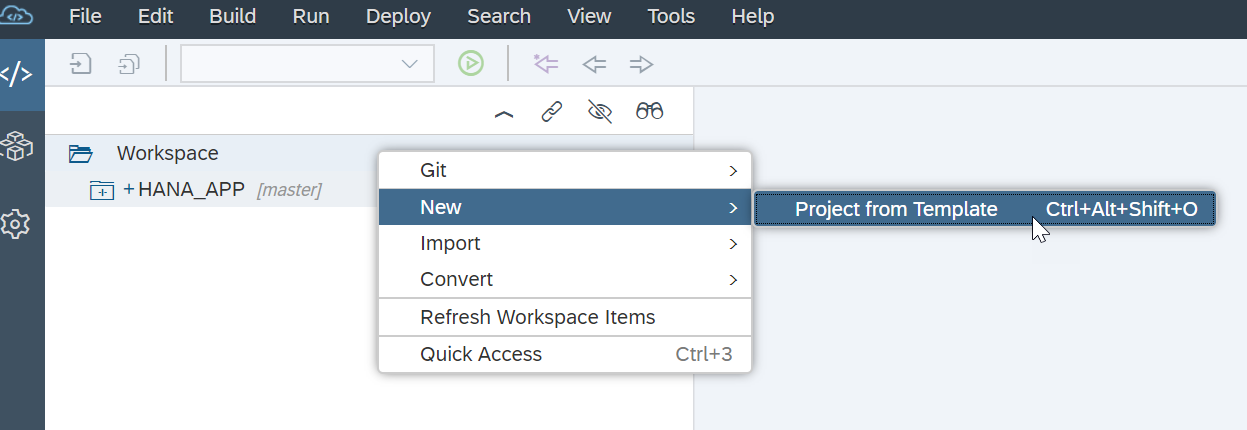 File Edit Build Run Deploy Search View Tools Help
Workspace
+ HANA_APP [master]
Git
New
Project from Template Ctrl+Alt+Shift+O
Import
Convert
Refresh Workspace Items
Quick Access Ctrl+3